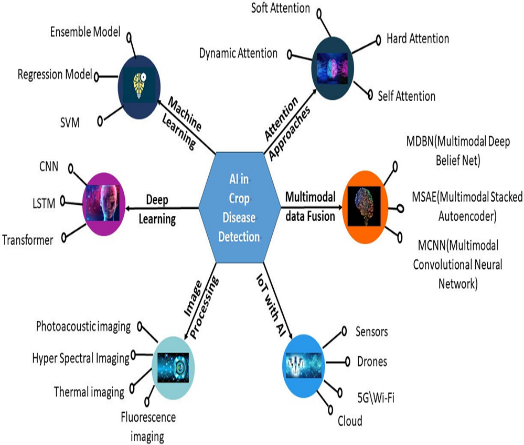 Ensemble Model
Regression Model
SVM
Machine
Learning
Soft Attention
Dynamic Attention
Hard Attention
Self Attention
Attention
Approaches
CNN
LSTM
Transformer
Deep
Learning
AI in
Crop
Disease
Detection
Multimodal
data Fusion
MDBN(Multimodal Deep
Belief Net)
MSAE(Multimodal Stacked
Autoencoder)
MCNN(Multimodal
Convolutional Neural
Network)
Image
Processing
Photoacoustic imaging
Hyper Spectral Imaging
Thermal imaging
Fluorescence
imaging
IoT with AI
Sensors
Drones
5G\Wi-Fi
Cloud